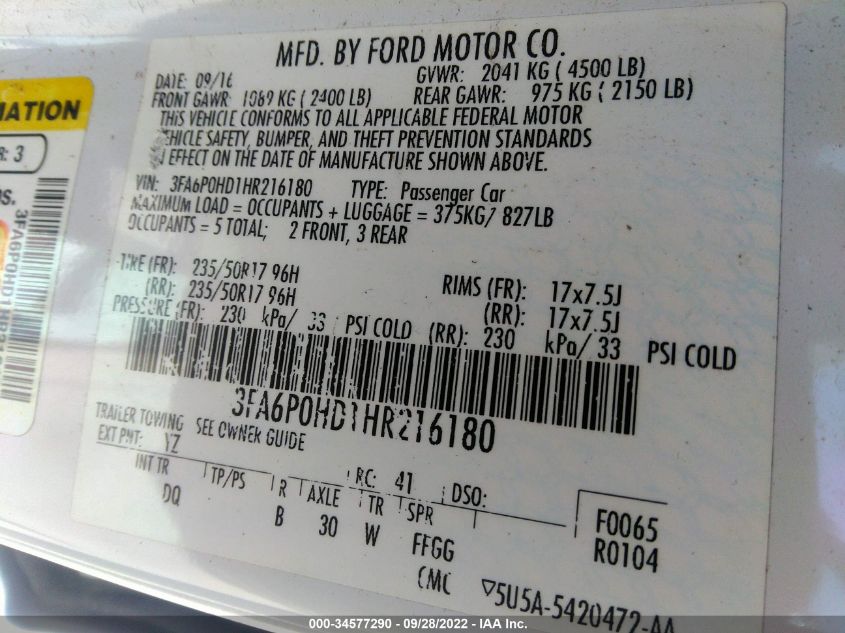 MFD. BY FORD MOTOR CO.
DATE: 09/16 GVWR: 2041 KG ( 4500 LB)
FRONT GAWR: 1089 KG ( 2400 LB) REAR GAWR: 975 KG ( 2150 LB)
THIS VEHICLE CONFORMS TO ALL APPLICABLE FEDERAL MOTOR
VEHICLE SAFETY, BUMPER, AND THEFT PREVENTION STANDARDS
IN EFFECT ON THE DATE OF MANUFACTURE SHOWN ABOVE.
VIN: 3FA6P0HD1HR216180 TYPE: Passenger Car
MAXIMUM LOAD = OCCUPANTS + LUGGAGE = 375KG/ 827LB
OCCUPANTS = 5 TOTAL; 2 FRONT, 3 REAR
TIRE (FR): 235/50R17 96H RIMS (FR): 17x7.5J
(RR): 235/50R17 96H (RR): 17x7.5J
PRESSURE (FR): 230 kPa/ 33 PSI COLD (RR): 230 kPa/ 33 PSI COLD
3FA6P0HD1HR216180
TRAILER TOWING SEE OWNER GUIDE
EXT PNT: YZ RC: 41 DSO:
INT TR TP/PS R AXLE TR SPR F0065
DQ B 30 W FFGG R0104
CMC ▽5U5A-5420472-AA
MATION
R: 3
3FA6P0HD1HR216
000-34577290 - 09/28/2022 - IAA Inc.